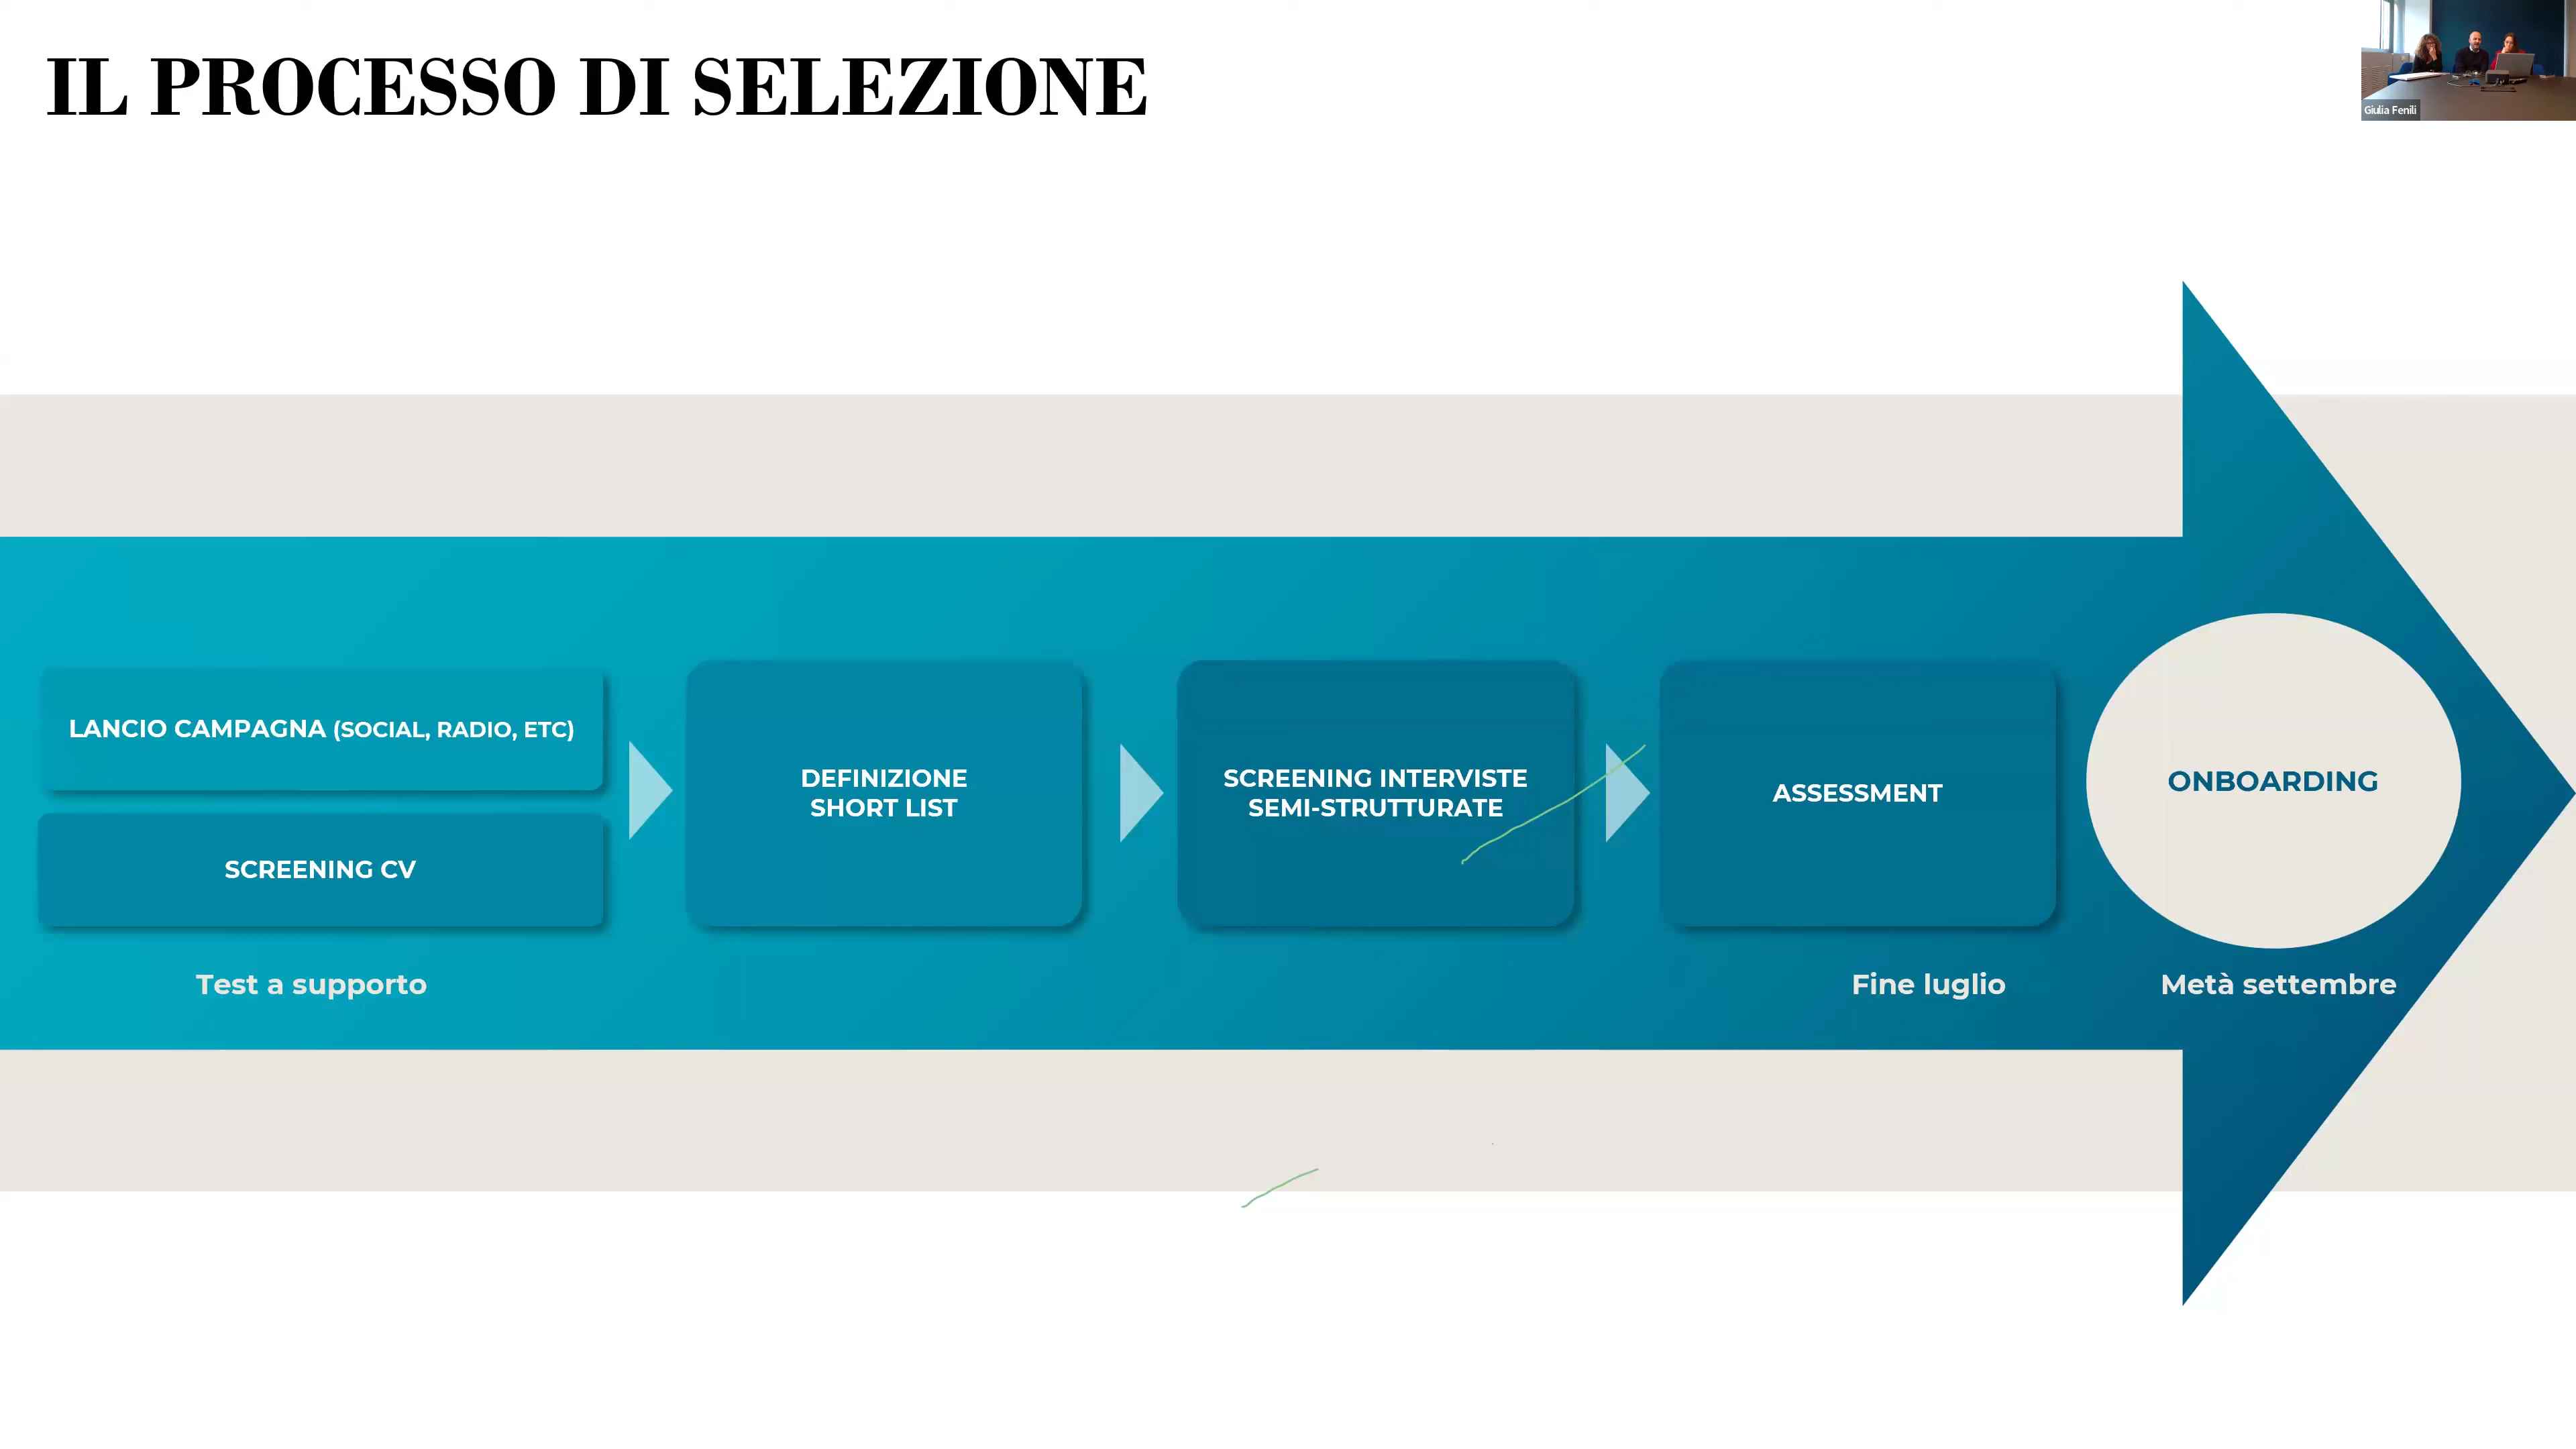 IL PROCESSO DI SELEZIONE
Giulia Fenili
LANCIO CAMPAGNA (SOCIAL, RADIO, ETC)
SCREENING CV
Test a supporto
DEFINIZIONE
SHORT LIST
SCREENING INTERVISTE
SEMI-STRUTTURATE
ASSESSMENT
Fine luglio
ONBOARDING
Metà settembre